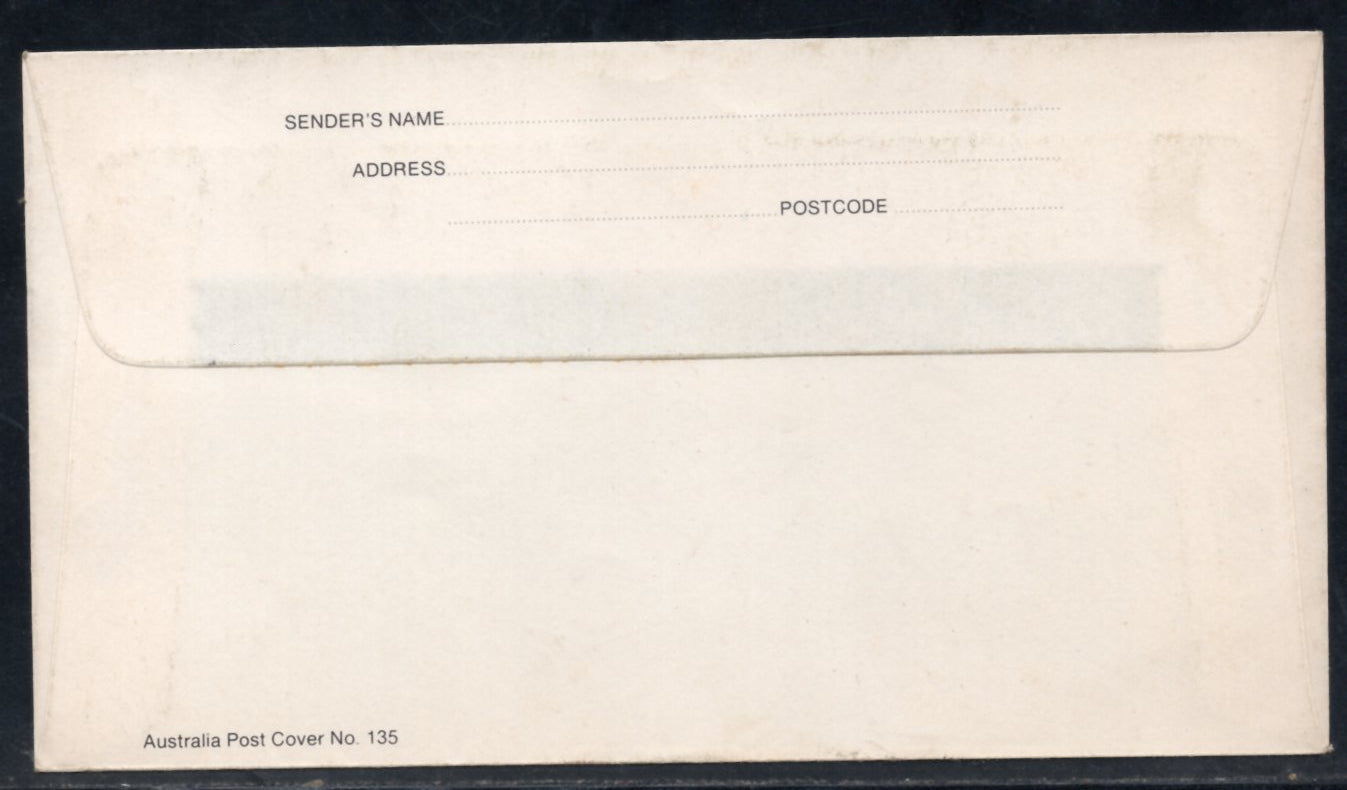 SENDER'S NAME
ADDRESS
POSTCODE
Australia Post Cover No. 135